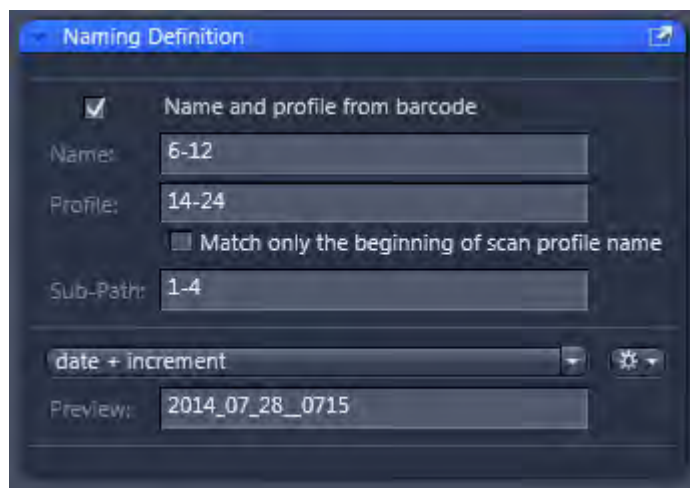 Naming Definition
Name and profile from barcode
Name: 6-12
Profile: 14-24
Match only the beginning of scan profile name
Sub-Path: 1-4
date + increment
Preview: 2014_07_28__0715